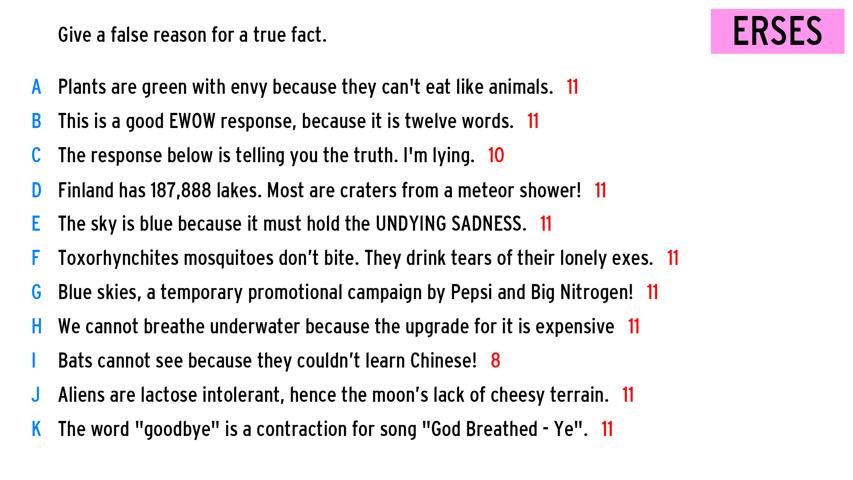 Give a false reason for a true fact.
ERSES
A Plants are green with envy because they can't eat like animals. 11
B This is a good EWOW response, because it is twelve words. 11
C The response below is telling you the truth. I'm lying. 10
D Finland has 187,888 lakes. Most are craters from a meteor shower! 11
E The sky is blue because it must hold the UNDYING SADNESS. 11
F Toxorhynchites mosquitoes don’t bite. They drink tears of their lonely exes. 11
G Blue skies, a temporary promotional campaign by Pepsi and Big Nitrogen! 11
H We cannot breathe underwater because the upgrade for it is expensive 11
I Bats cannot see because they couldn’t learn Chinese! 8
J Aliens are lactose intolerant, hence the moon’s lack of cheesy terrain. 11
K The word "goodbye" is a contraction for song "God Breathed - Ye". 11